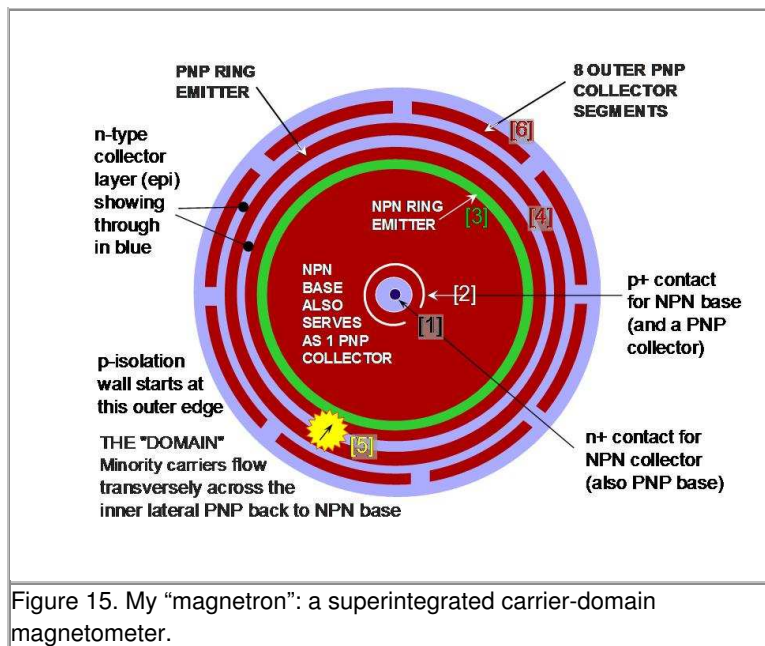 PNP RING
EMITTER
8 OUTER PNP
COLLECTOR
SEGMENTS
[6]
n-type
collector
layer (epi)
showing
through
in blue
NPN RING
EMITTER
[3]
[4]
NPN
BASE
ALSO
SERVES
AS 1 PNP
COLLECTOR
[2]
[1]
p+ contact
for NPN base
(and a PNP
collector)
p-isolation
wall starts at
this outer edge
THE "DOMAIN"
Minority carriers flow
transversely across the
inner lateral PNP back to NPN base
[5]
n+ contact for
NPN collector
(also PNP base)
Figure 15. My “magnetron”: a superintegrated carrier-domain
magnetometer.